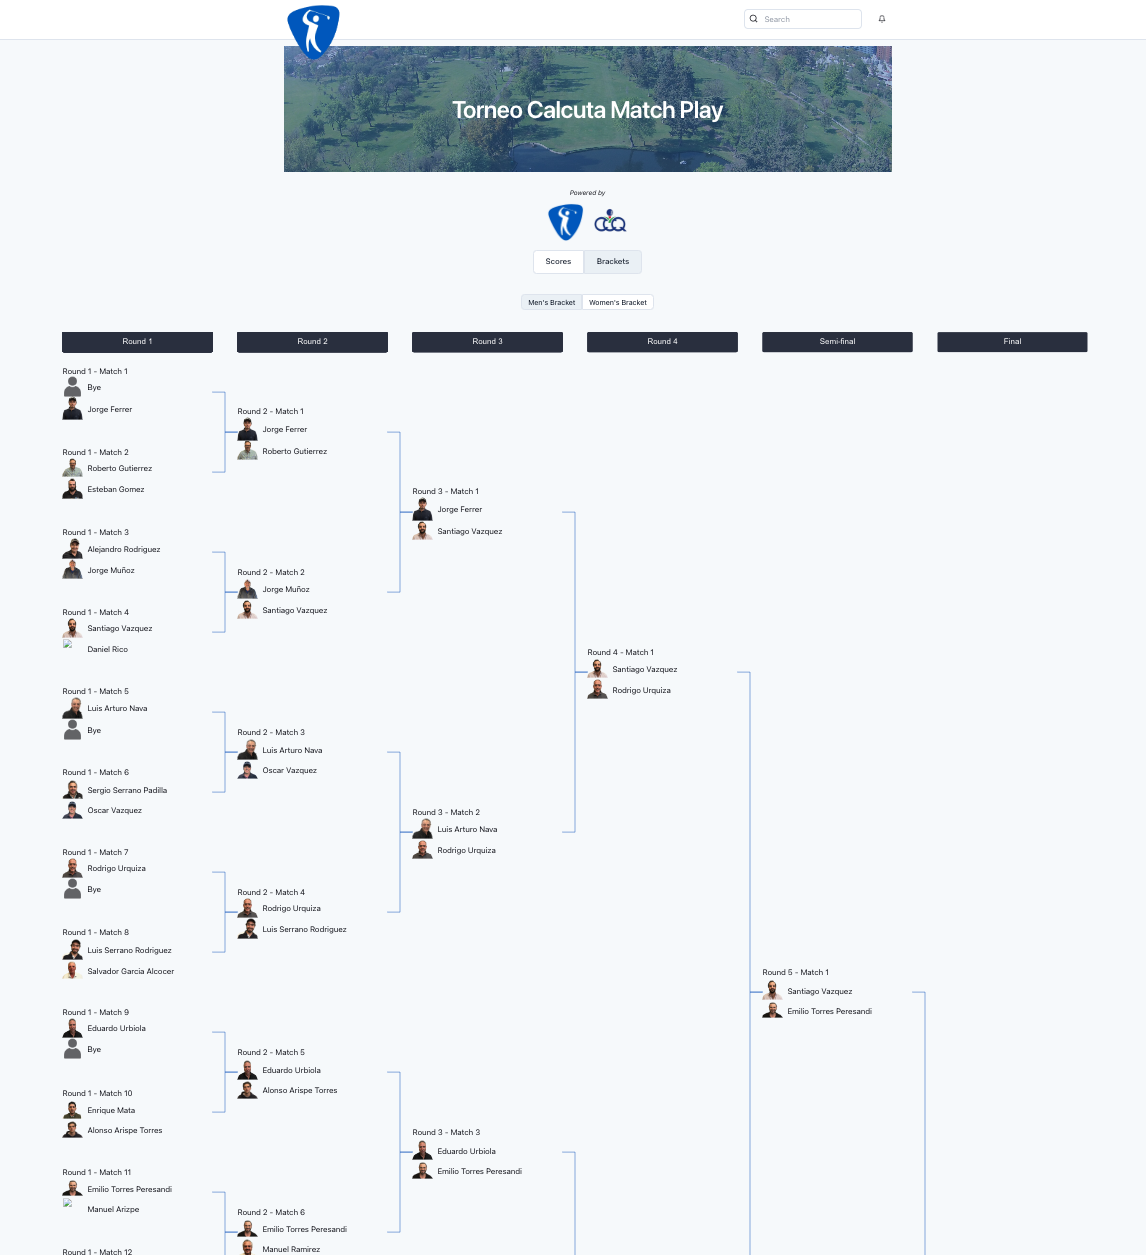 Search
Torneo Calcuta Match Play
Powered by
CCQ
Scores
Brackets
Men's Bracket
Women's Bracket
Round 1
Round 2
Round 3
Round 4
Semi-final
Final
Round 1 - Match 1
Bye
Jorge Ferrer
Round 1 - Match 2
Roberto Gutierrez
Esteban Gomez
Round 1 - Match 3
Alejandro Rodriguez
Jorge Muñoz
Round 1 - Match 4
Santiago Vazquez
Daniel Rico
Round 1 - Match 5
Luis Arturo Nava
Bye
Round 1 - Match 6
Sergio Serrano Padilla
Oscar Vazquez
Round 1 - Match 7
Rodrigo Urquiza
Bye
Round 1 - Match 8
Luis Serrano Rodriguez
Salvador Garcia Alcocer
Round 1 - Match 9
Eduardo Urbiola
Bye
Round 1 - Match 10
Enrique Mata
Alonso Arispe Torres
Round 1 - Match 11
Emilio Torres Peresandi
Manuel Arizpe
Round 1 - Match 12
Round 2 - Match 1
Jorge Ferrer
Roberto Gutierrez
Round 2 - Match 2
Jorge Muñoz
Santiago Vazquez
Round 2 - Match 3
Luis Arturo Nava
Oscar Vazquez
Round 2 - Match 4
Rodrigo Urquiza
Luis Serrano Rodriguez
Round 2 - Match 5
Eduardo Urbiola
Alonso Arispe Torres
Round 2 - Match 6
Emilio Torres Peresandi
Manuel Ramirez
Round 3 - Match 1
Jorge Ferrer
Santiago Vazquez
Round 3 - Match 2
Luis Arturo Nava
Rodrigo Urquiza
Round 3 - Match 3
Eduardo Urbiola
Emilio Torres Peresandi
Round 4 - Match 1
Santiago Vazquez
Rodrigo Urquiza
Round 5 - Match 1
Santiago Vazquez
Emilio Torres Peresandi